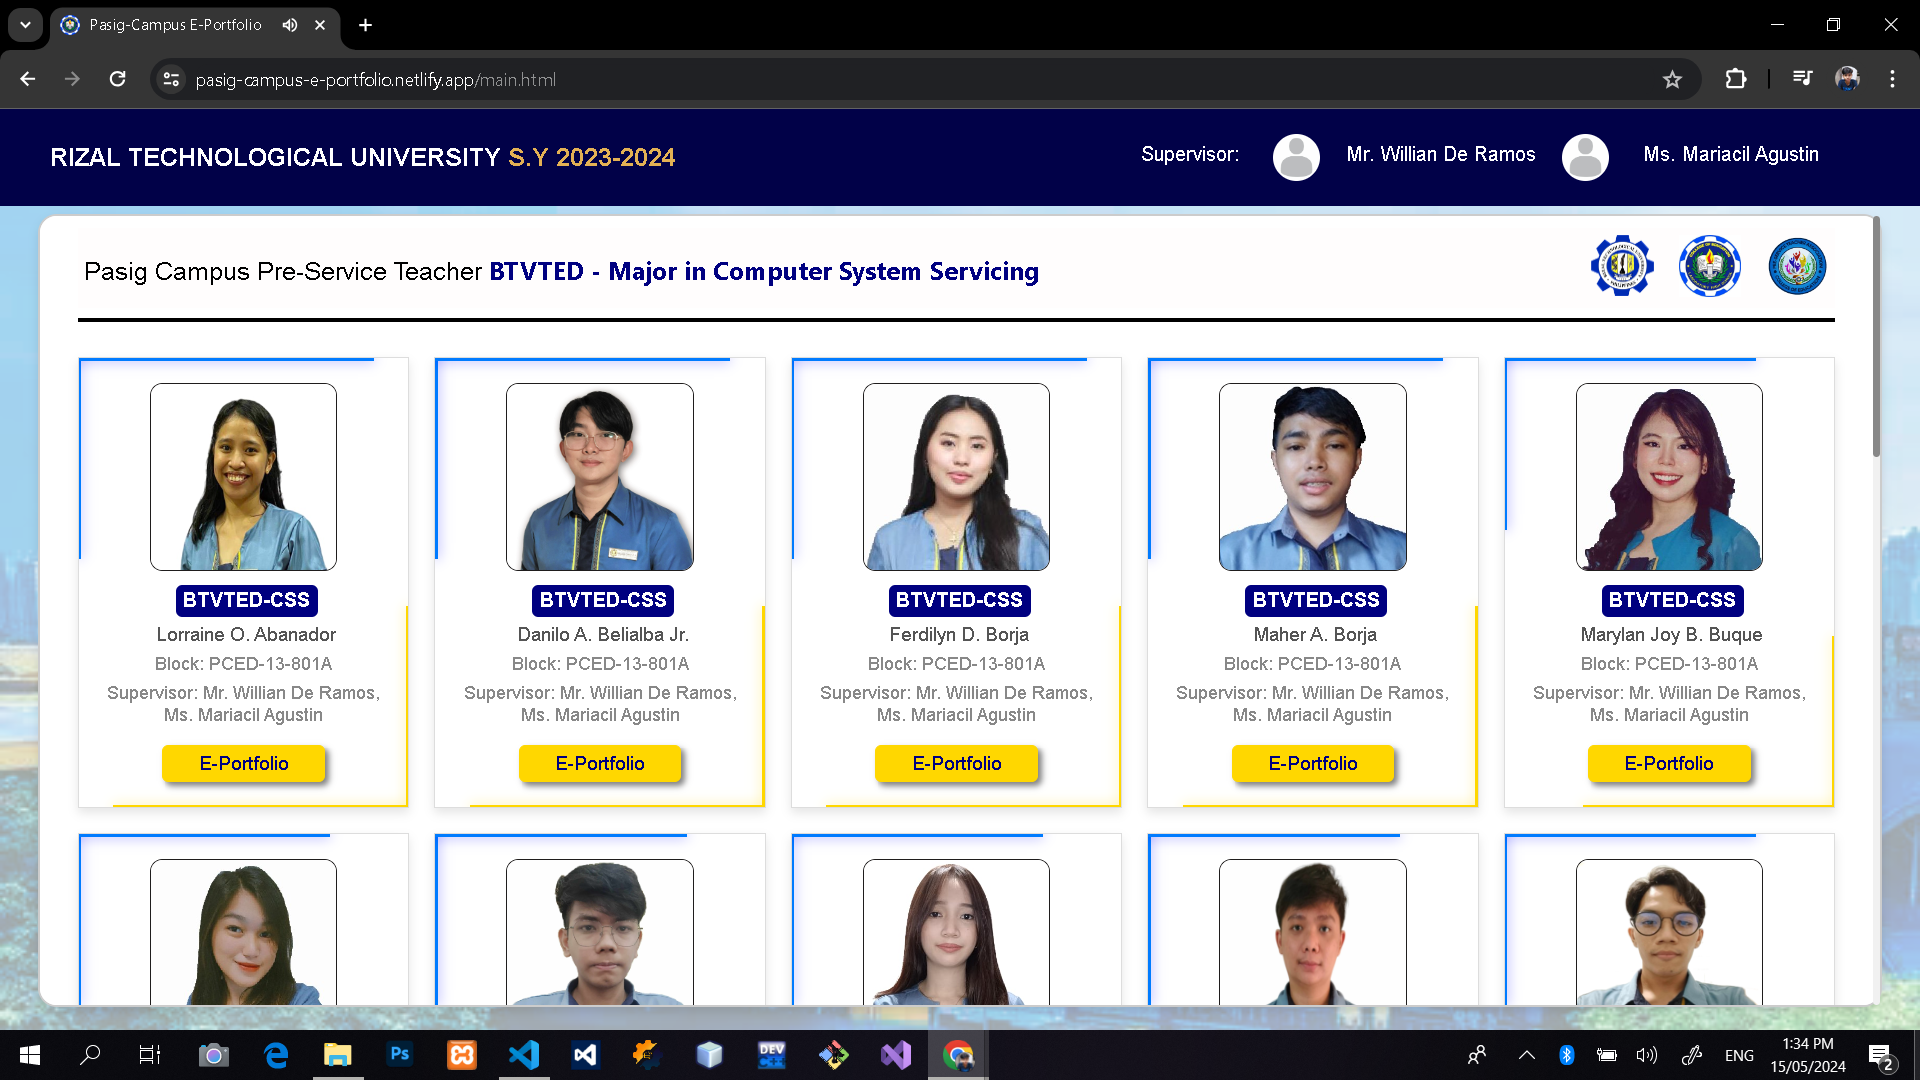 Pasig-Campus E-Portfolio
pasig-campus-e-portfolio.netlify.app/main.html
RIZAL TECHNOLOGICAL UNIVERSITY S.Y 2023-2024
Supervisor: Mr. Willian De Ramos Ms. Mariacil Agustin
Pasig Campus Pre-Service Teacher BTVTED - Major in Computer System Servicing
BTVTED-CSS
Lorraine O. Abanador
Block: PCED-13-801A
Supervisor: Mr. Willian De Ramos,
Ms. Mariacil Agustin
E-Portfolio
BTVTED-CSS
Danilo A. Belialba Jr.
Block: PCED-13-801A
Supervisor: Mr. Willian De Ramos,
Ms. Mariacil Agustin
E-Portfolio
BTVTED-CSS
Ferdilyn D. Borja
Block: PCED-13-801A
Supervisor: Mr. Willian De Ramos,
Ms. Mariacil Agustin
E-Portfolio
BTVTED-CSS
Maher A. Borja
Block: PCED-13-801A
Supervisor: Mr. Willian De Ramos,
Ms. Mariacil Agustin
E-Portfolio
BTVTED-CSS
Marylan Joy B. Buque
Block: PCED-13-801A
Supervisor: Mr. Willian De Ramos,
Ms. Mariacil Agustin
E-Portfolio
Ps
DEV
C++
ENG
1:34 PM
15/05/2024
2